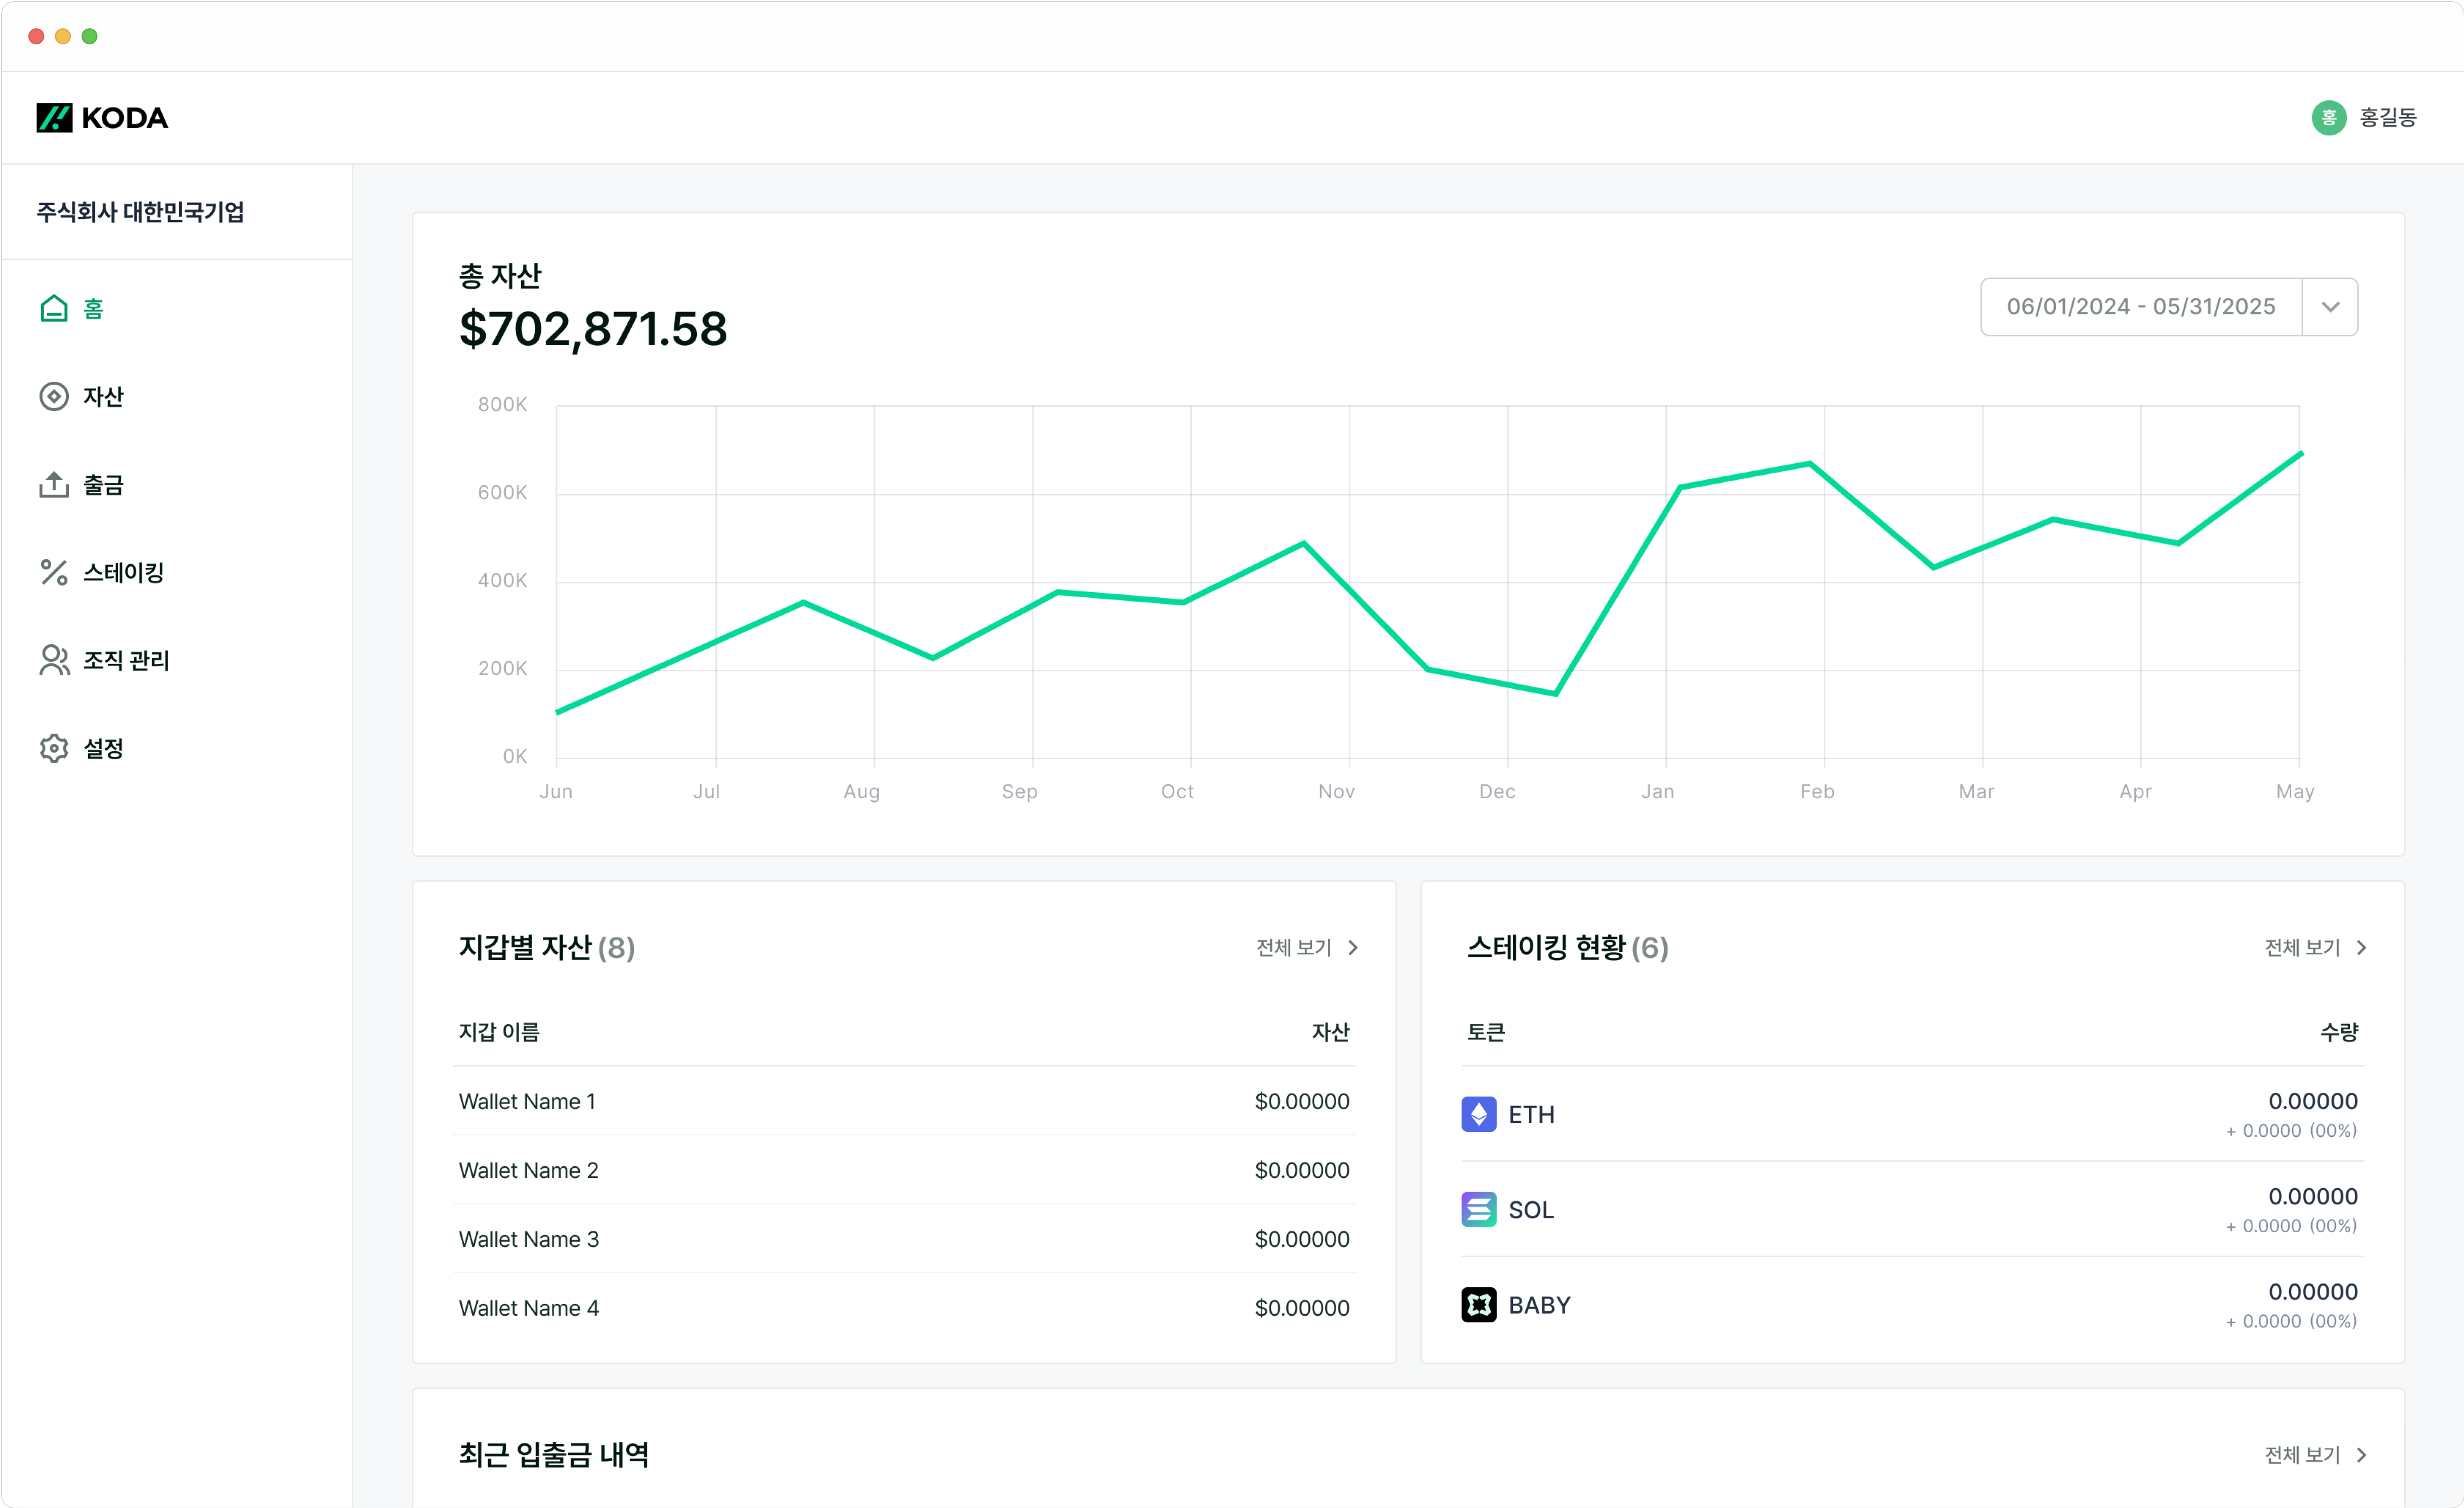 KODA
홍 홍길동
주식회사 대한민국기업
홈
자산
출금
스테이킹
조직 관리
설정
총 자산
$702,871.58
06/01/2024 - 05/31/2025
800K
600K
400K
200K
0K
Jun Jul Aug Sep Oct Nov Dec Jan Feb Mar Apr May
지갑별 자산 (8) 전체 보기
지갑 이름 자산
Wallet Name 1 $0.00000
Wallet Name 2 $0.00000
Wallet Name 3 $0.00000
Wallet Name 4 $0.00000
스테이킹 현황 (6) 전체 보기
토큰 수량
ETH 0.00000
+ 0.0000 (00%)
SOL 0.00000
+ 0.0000 (00%)
BABY 0.00000
+ 0.0000 (00%)
최근 입출금 내역 전체 보기